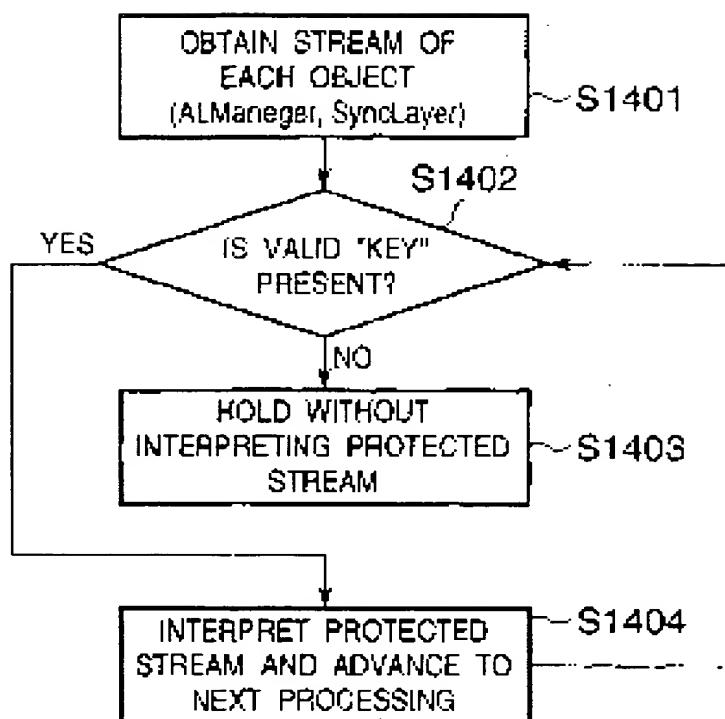 OBTAIN STREAM OF
EACH OBJECT
(ALManeger, SyncLayer)
S1401
S1402
YES
IS VALID "KEY"
PRESENT?
NO
HOLD WITHOUT
INTERPRETING PROTECTED
STREAM
S1403
S1404
INTERPRET PROTECTED
STREAM AND ADVANCE TO
NEXT PROCESSING